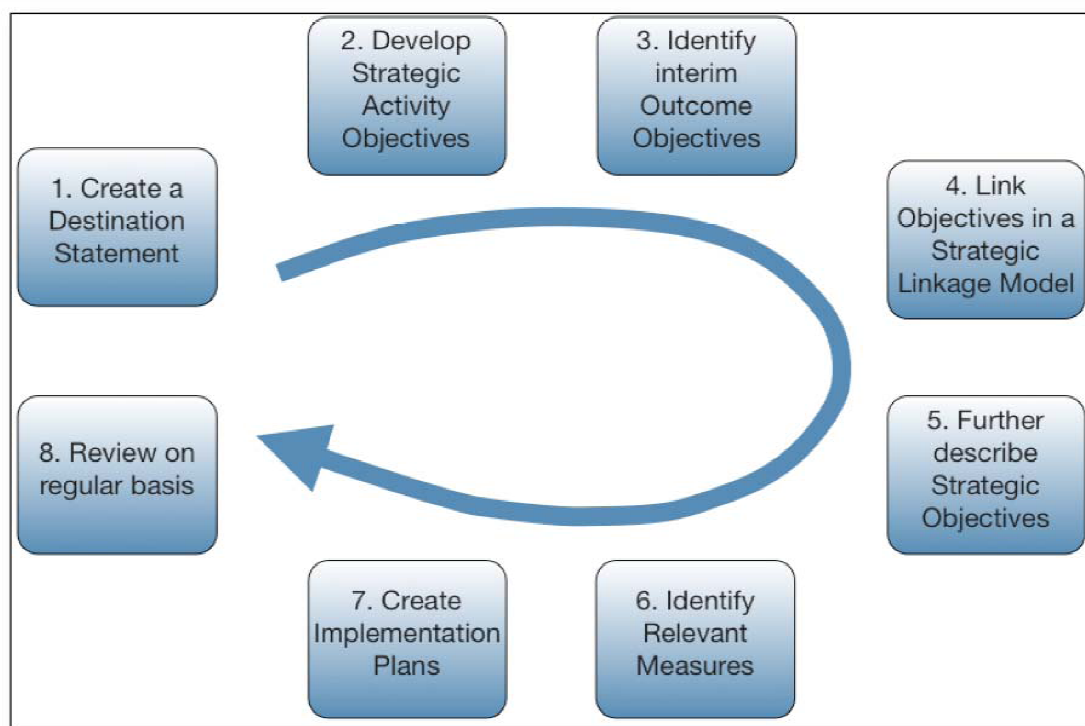 1. Create a
Destination
Statement
2. Develop
Strategic
Activity
Objectives
3. Identify
interim
Outcome
Objectives
4. Link
Objectives in a
Strategic
Linkage Model
5. Further
describe
Strategic
Objectives
6. Identify
Relevant
Measures
7. Create
Implementation
Plans
8. Review on
regular basis